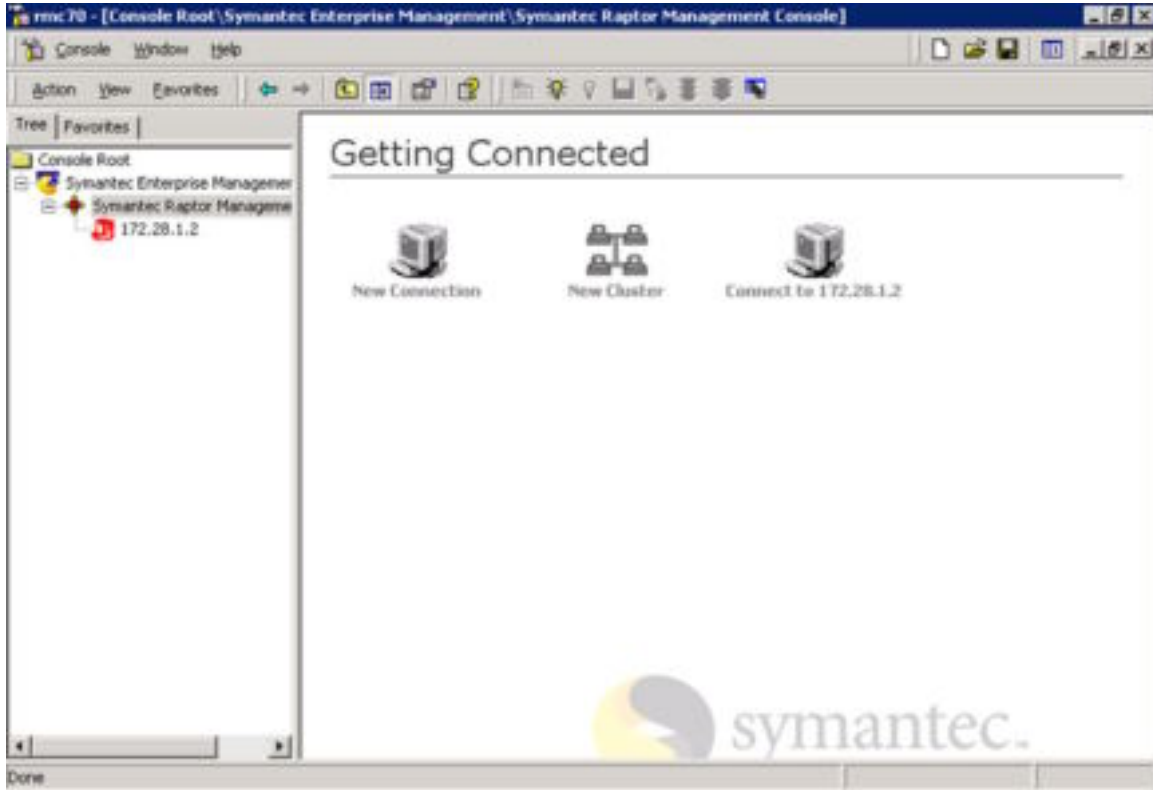 rmc70 - [Console Root\Symantec Enterprise Management\Symantec Raptor Management Console]
Console Window Help
Action View Favorites
Tree Favorites
Console Root
Symantec Enterprise Managemer
Symantec Raptor Manageme
172.28.1.2
Getting Connected
New Connection
New Cluster
Connect to 172.28.1.2
symantec.
Done